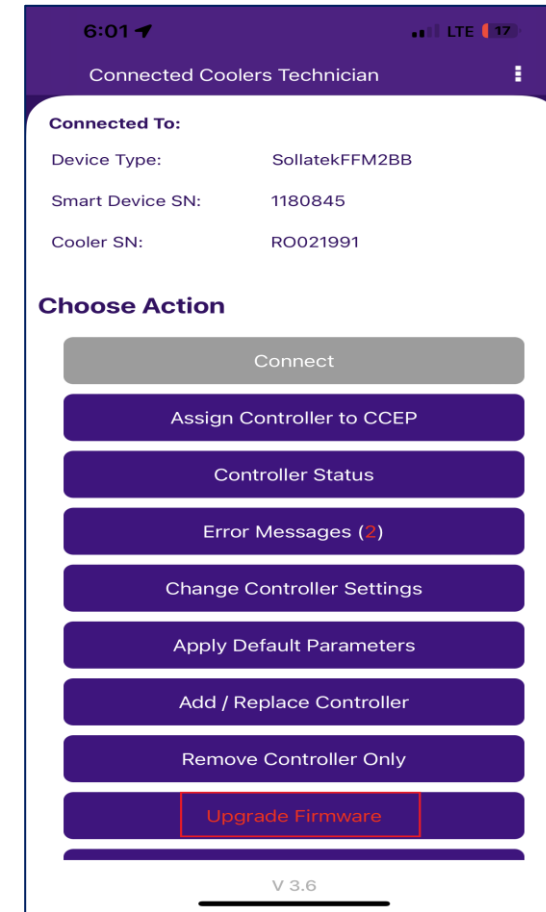 6:01 LTE 17
Connected Coolers Technician
Connected To:
Device Type: SollatekFFM2BB
Smart Device SN: 1180845
Cooler SN: RO021991
Choose Action
Connect
Assign Controller to CCEP
Controller Status
Error Messages (2)
Change Controller Settings
Apply Default Parameters
Add / Replace Controller
Remove Controller Only
Upgrade Firmware
V 3.6